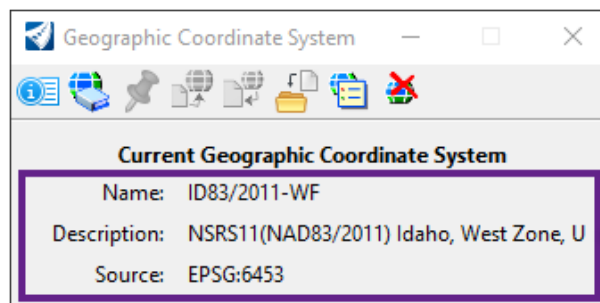 Geographic Coordinate System
Current Geographic Coordinate System
Name: ID83/2011-WF
Description: NSRS11(NAD83/2011) Idaho, West Zone, U
Source: EPSG:6453